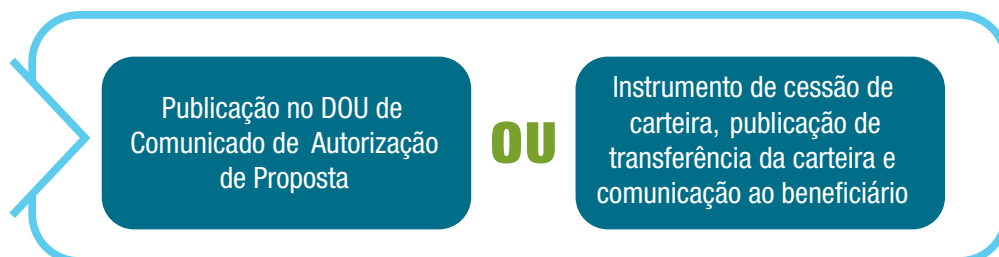 Publicação no DOU de
Comunicado de Autorização
de Proposta
OU
Instrumento de cessão de
carteira, publicação de
transferência da carteira e
comunicação ao beneficiário